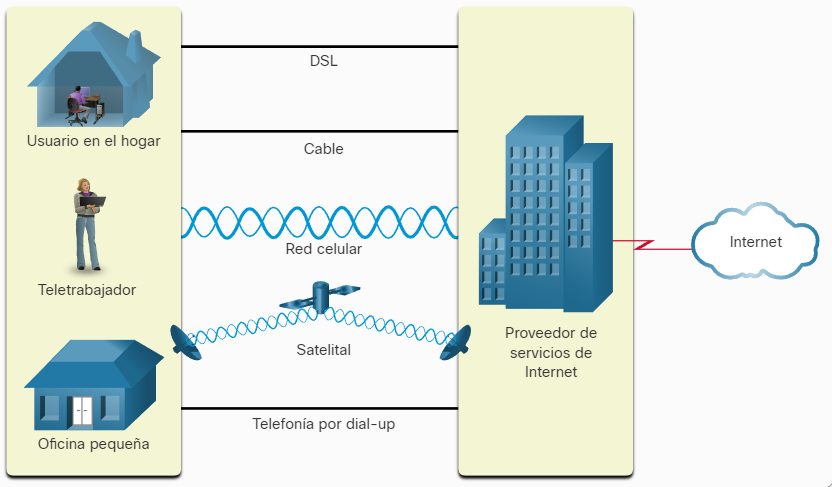 Usuario en el hogar
Teletrabajador
Oficina pequeña
DSL
Cable
Red celular
Satelital
Telefonía por dial-up
Proveedor de
servicios de
Internet
Internet